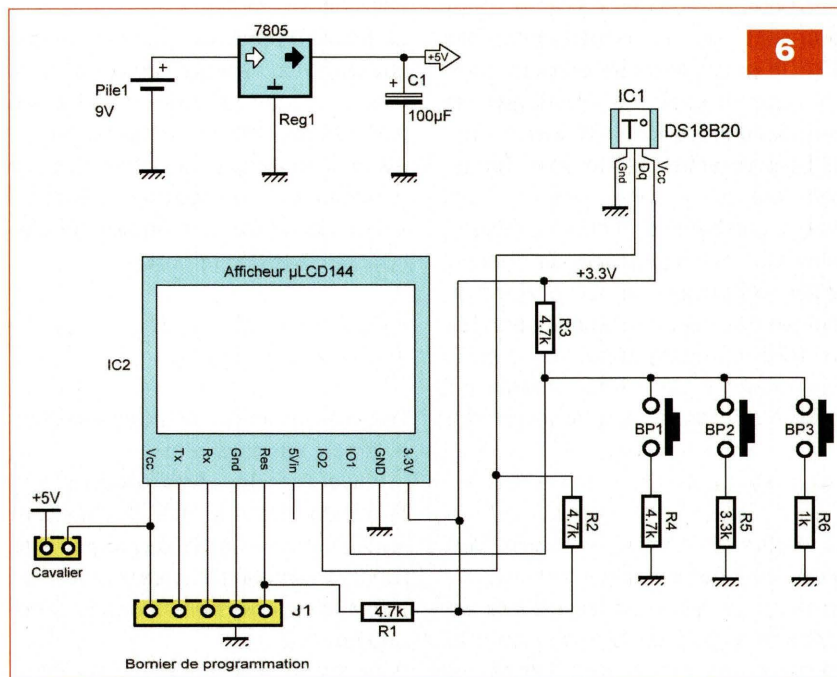 7805
6
+5V
Pile1
9V
+
+
C1
100µF
Reg1
IC1
T°
DS18B20
Gnd
Dq
Vcc
Afficheur µLCD144
+3.3V
4.7k
R3
IC2
BP1
BP2
BP3
Vcc
Tx
Rx
Gnd
Res
5Vin
IO2
IO1
GND
3.3V
+5V
4.7k
R2
4.7k
R4
3.3k
R5
1k
R6
Cavalier
J1
4.7k
R1
Bornier de programmation